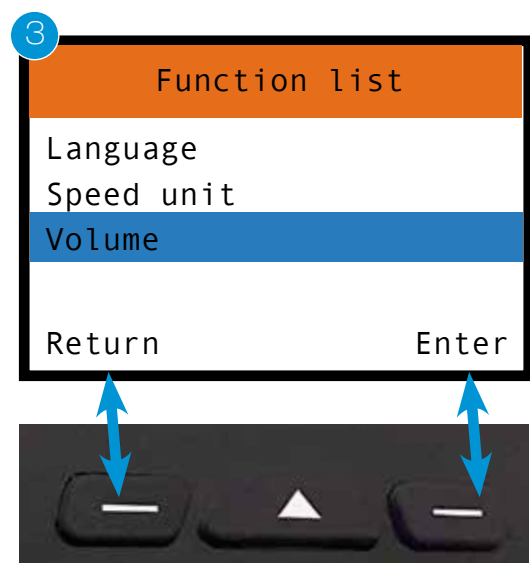 3
Function list
Language
Speed unit
Volume
Return Enter